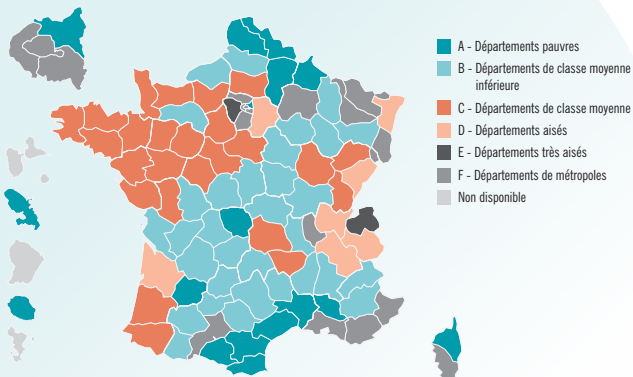 A - Départements pauvres
B - Départements de classe moyenne
inférieure
C - Départements de classe moyenne
D - Départements aisés
E - Départements très aisés
F - Départements de métropoles
Non disponible